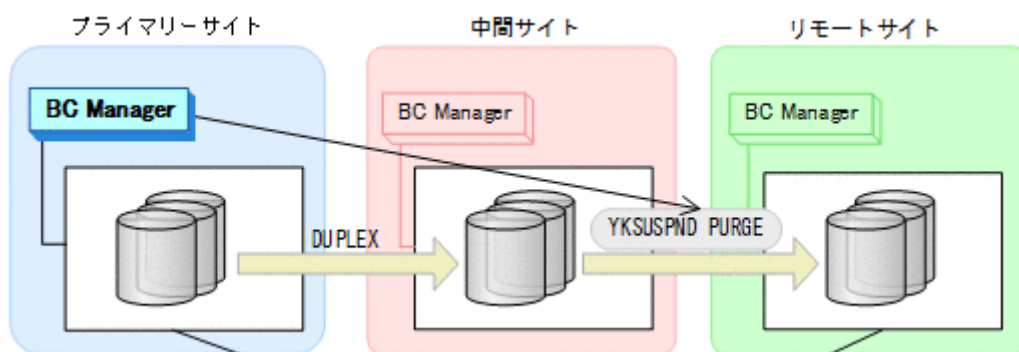 プライマリーサイト
中間サイト
リモートサイト
BC Manager
BC Manager
BC Manager
DUPLEX
YKSUSPND PURGE